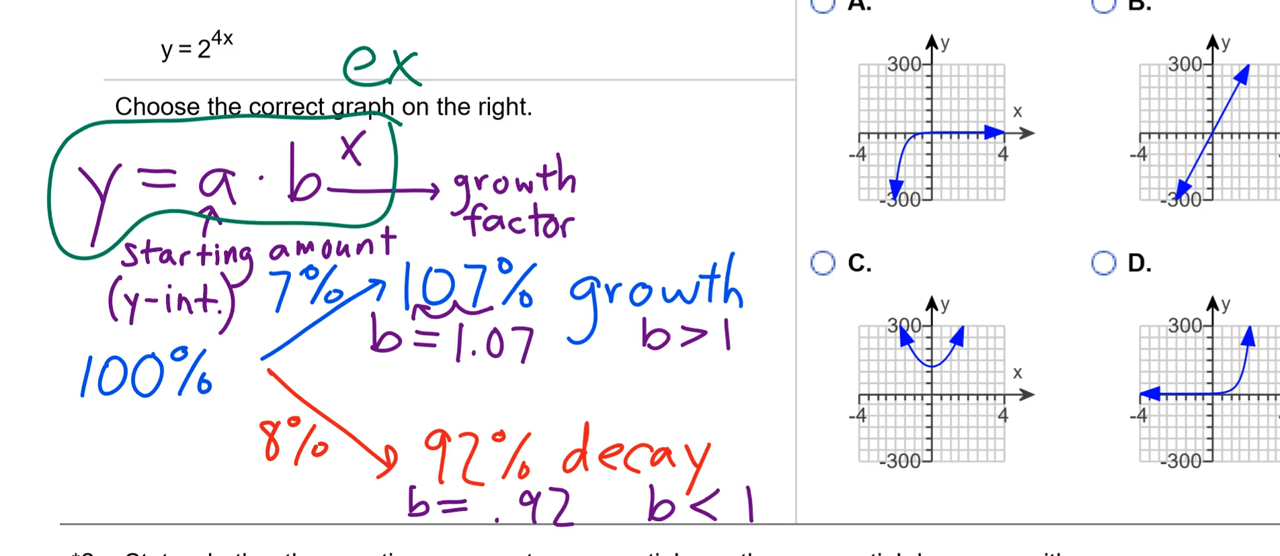 y = 2^4x
ex
Choose the correct graph on the right.
y = a · b^x → growth factor
starting amount
(y-int.)
7% 107% growth
b = 1.07 b > 1
100%
8% 92% decay
b = .92 b < 1
A.
y
300
x
-4
4
-300
B.
y
300
-4
-300
C.
y
300
x
-4
4
-300
D.
y
300
-4
-300